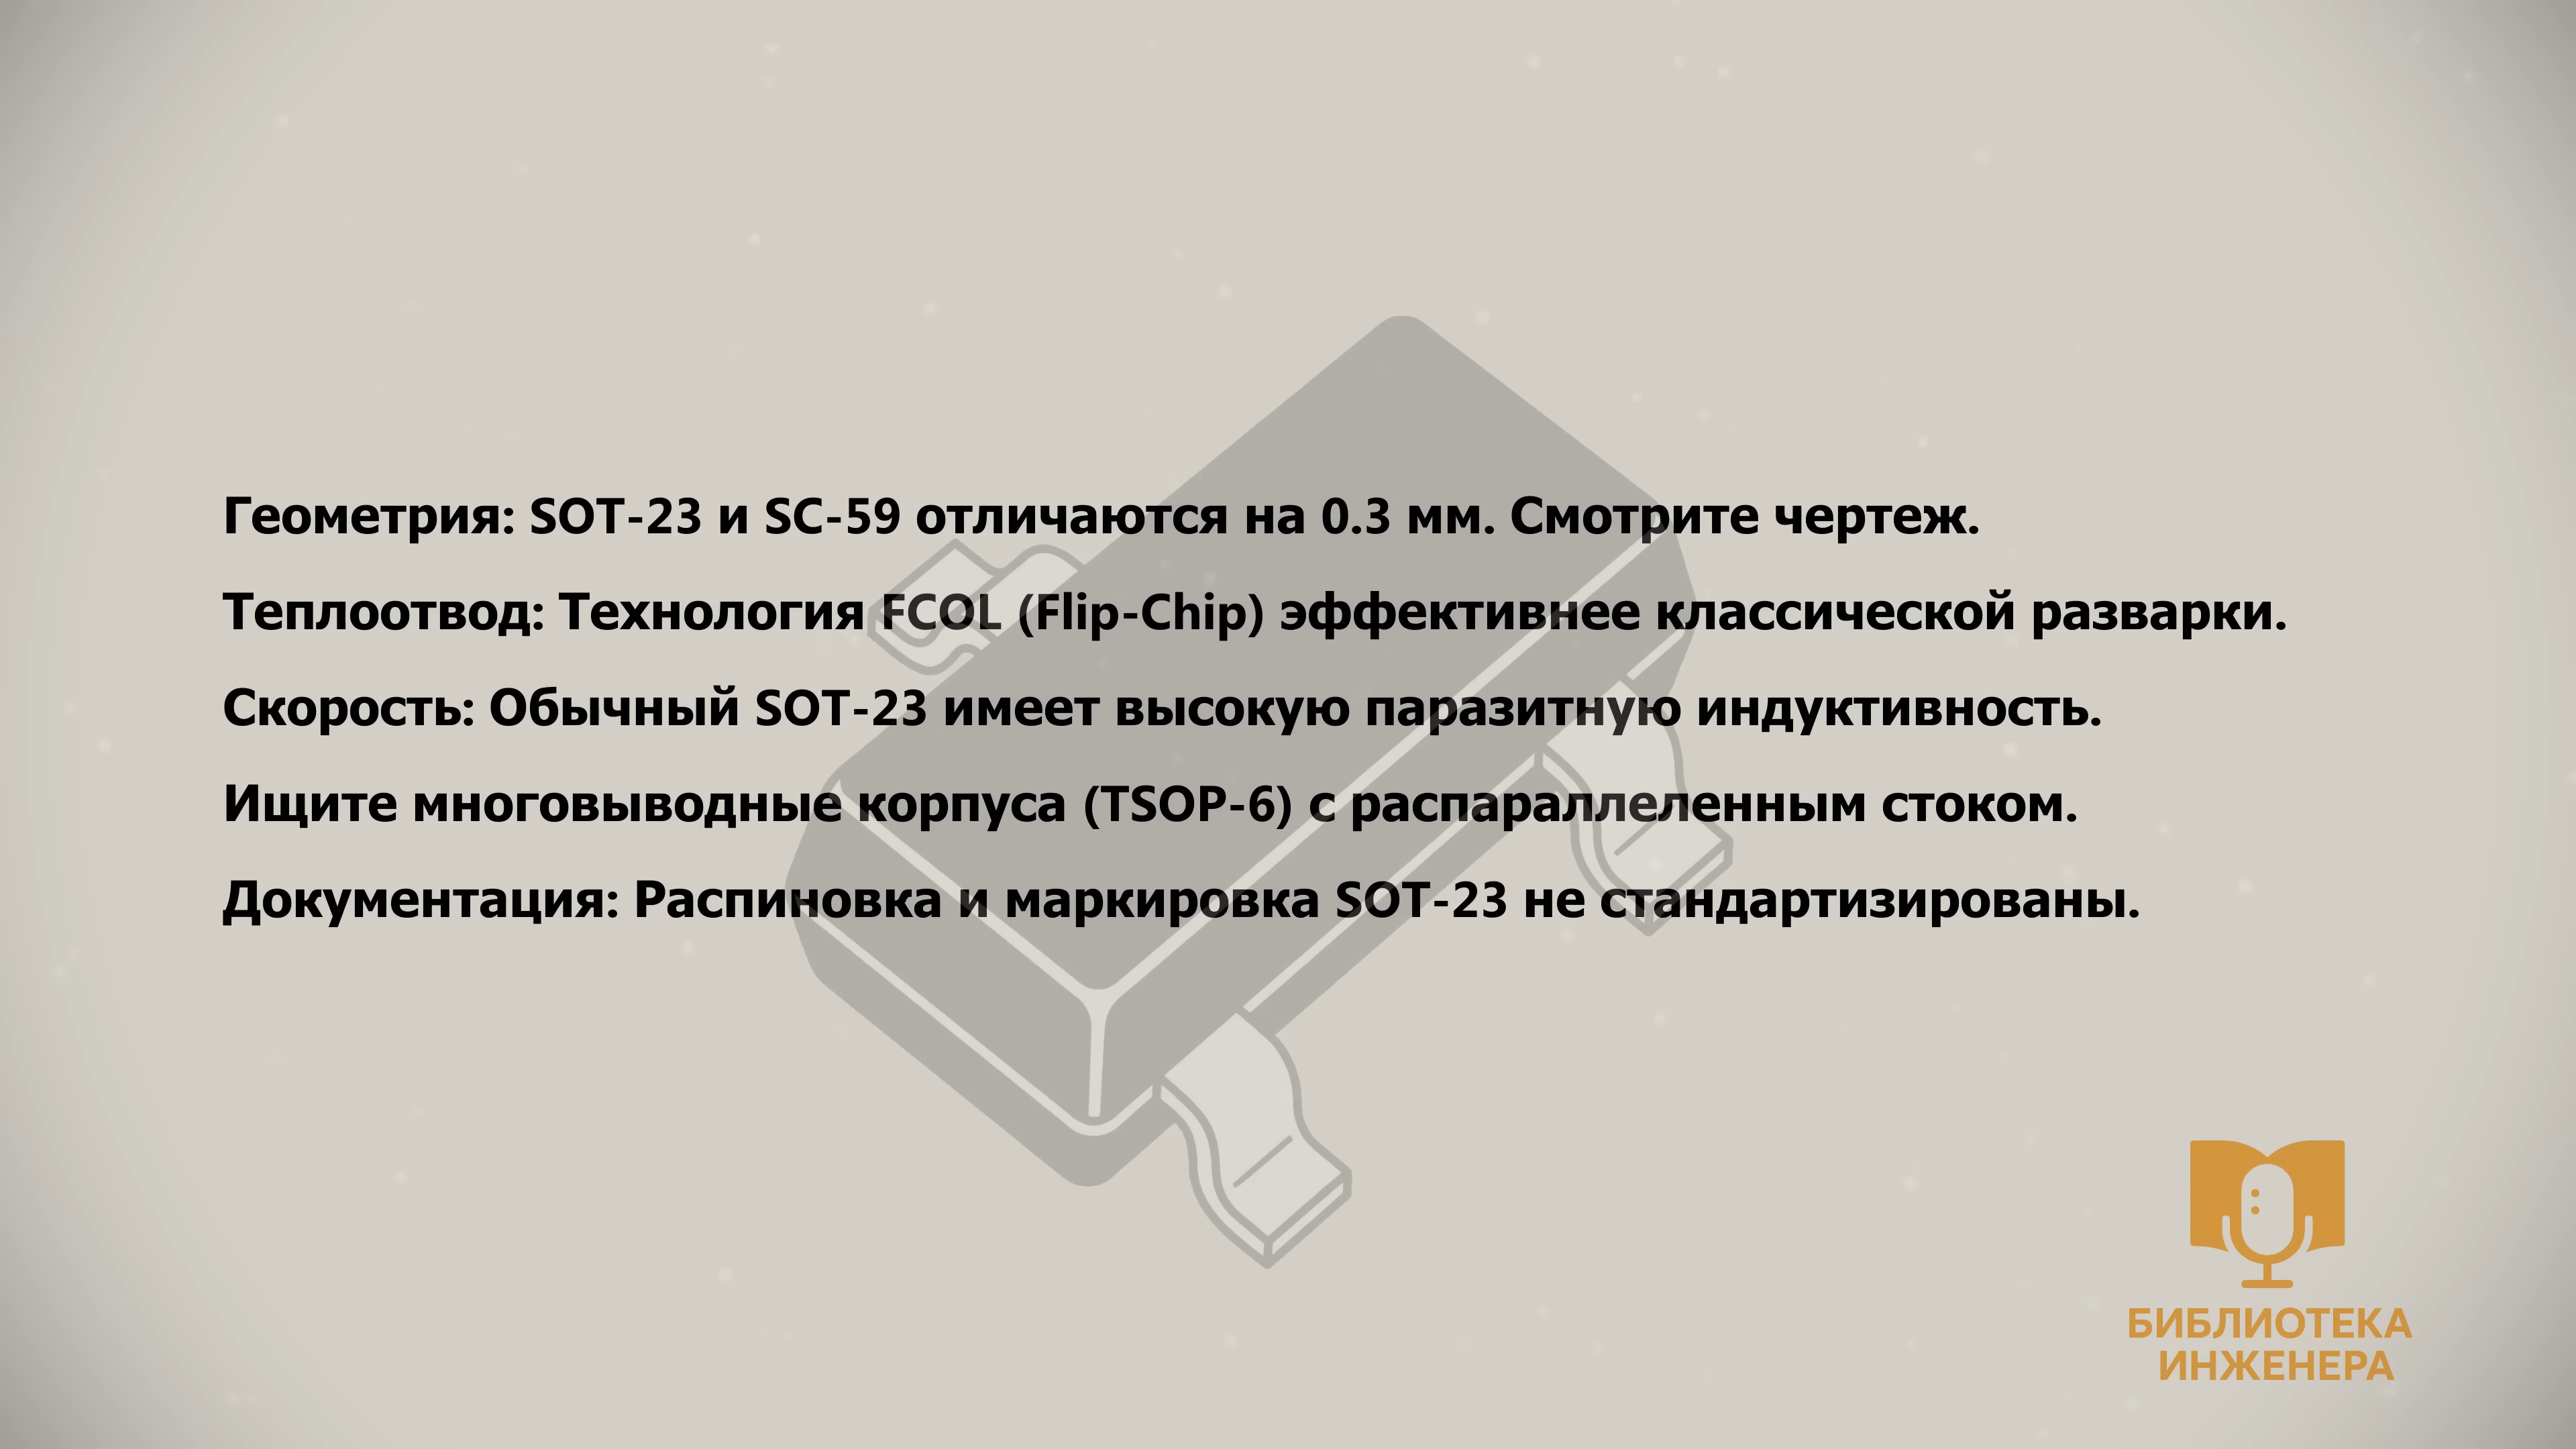 Геометрия: SOT-23 и SC-59 отличаются на 0.3 мм. Смотрите чертеж.
Теплоотвод: Технология FCOL (Flip-Chip) эффективнее классической разварки.
Скорость: Обычный SOT-23 имеет высокую паразитную индуктивность.
Ищите многовыводные корпуса (TSOP-6) с распараллеленным стоком.
Документация: Распиновка и маркировка SOT-23 не стандартизированы.
БИБЛИОТЕКА
ИНЖЕНЕРА